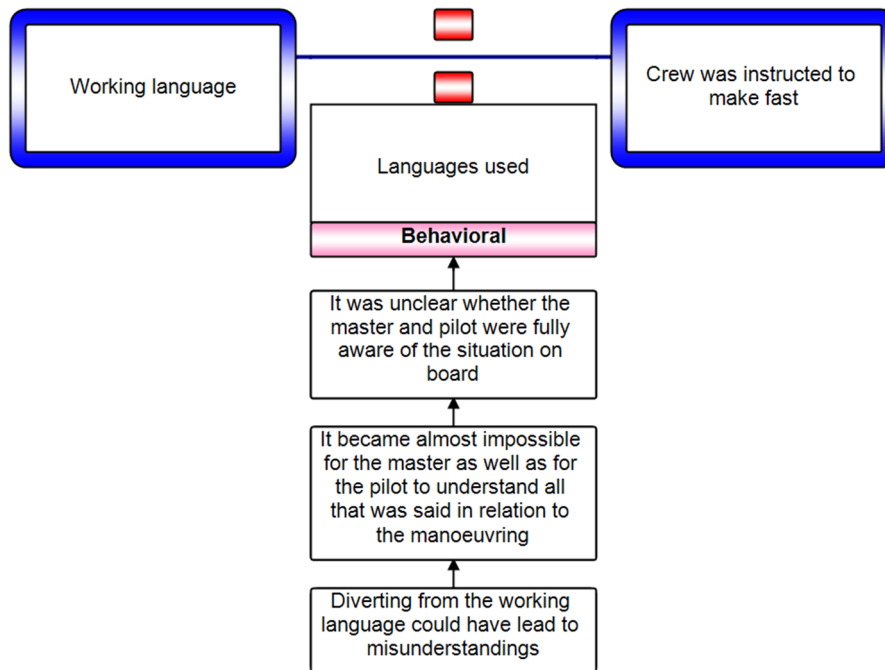 Working language
Crew was instructed to
make fast
Languages used
Behavioral
It was unclear whether the
master and pilot were fully
aware of the situation on
board
It became almost impossible
for the master as well as for
the pilot to understand all
that was said in relation to
the manoeuvring
Diverting from the working
language could have lead to
misunderstandings